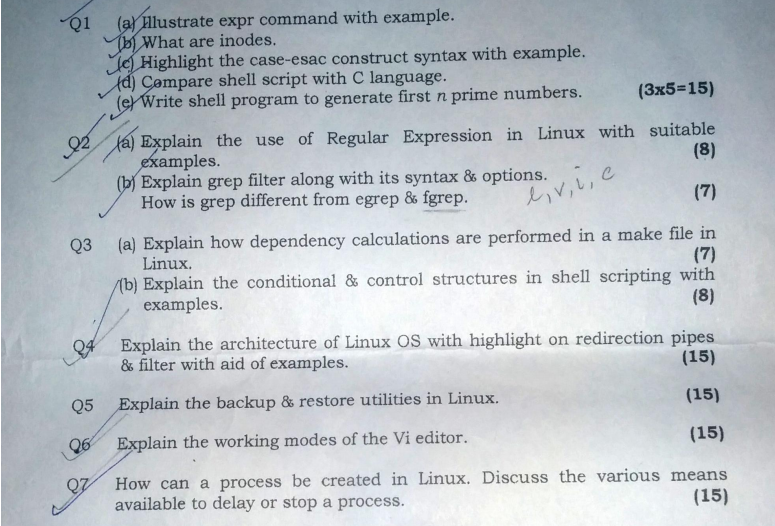 Q1 (a) Illustrate expr command with example.
(b) What are inodes.
(c) Highlight the case-esac construct syntax with example.
(d) Compare shell script with C language.
(e) Write shell program to generate first n prime numbers. (3x5=15)
Q2 (a) Explain the use of Regular Expression in Linux with suitable
examples. (8)
(b) Explain grep filter along with its syntax & options.
l, v, i, c
How is grep different from egrep & fgrep. (7)
Q3 (a) Explain how dependency calculations are performed in a make file in
Linux. (7)
(b) Explain the conditional & control structures in shell scripting with
examples. (8)
Q4 Explain the architecture of Linux OS with highlight on redirection pipes
& filter with aid of examples. (15)
Q5 Explain the backup & restore utilities in Linux. (15)
Q6 Explain the working modes of the Vi editor. (15)
Q7 How can a process be created in Linux. Discuss the various means
available to delay or stop a process. (15)